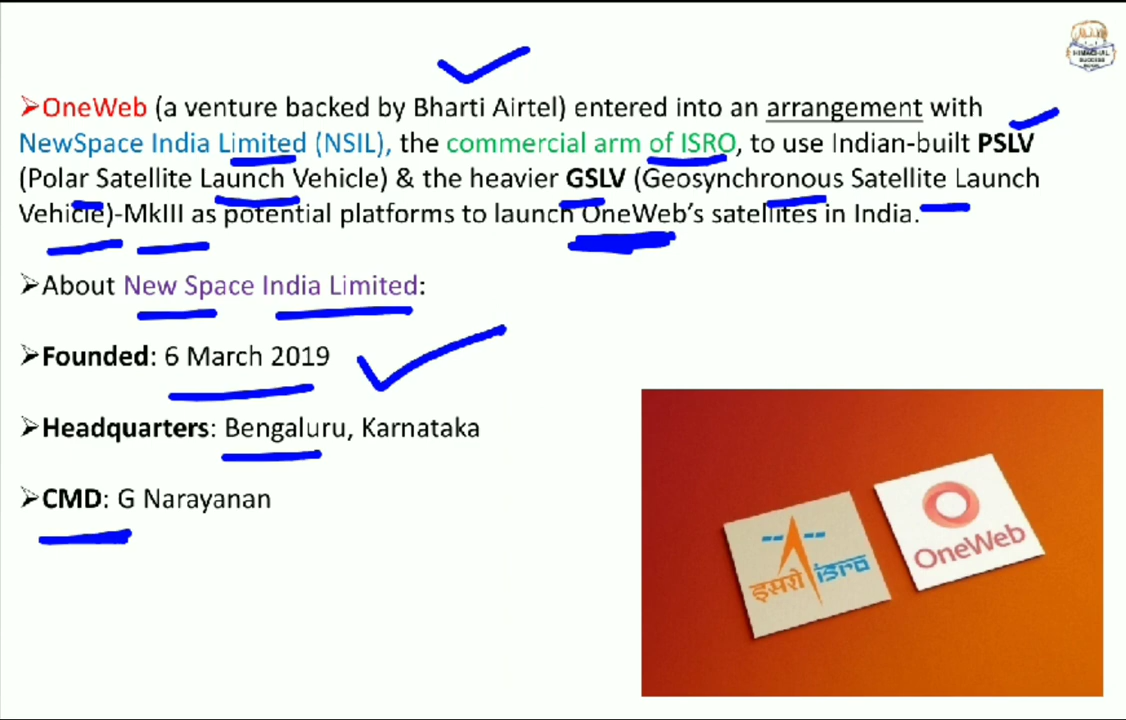 ➢OneWeb (a venture backed by Bharti Airtel) entered into an arrangement with
NewSpace India Limited (NSIL), the commercial arm of ISRO, to use Indian-built PSLV
(Polar Satellite Launch Vehicle) & the heavier GSLV (Geosynchronous Satellite Launch
Vehicle)-MkIII as potential platforms to launch OneWeb's satellites in India.
➢About New Space India Limited:
➢Founded: 6 March 2019
➢Headquarters: Bengaluru, Karnataka
➢CMD: G Narayanan
इसरो isro
OneWeb